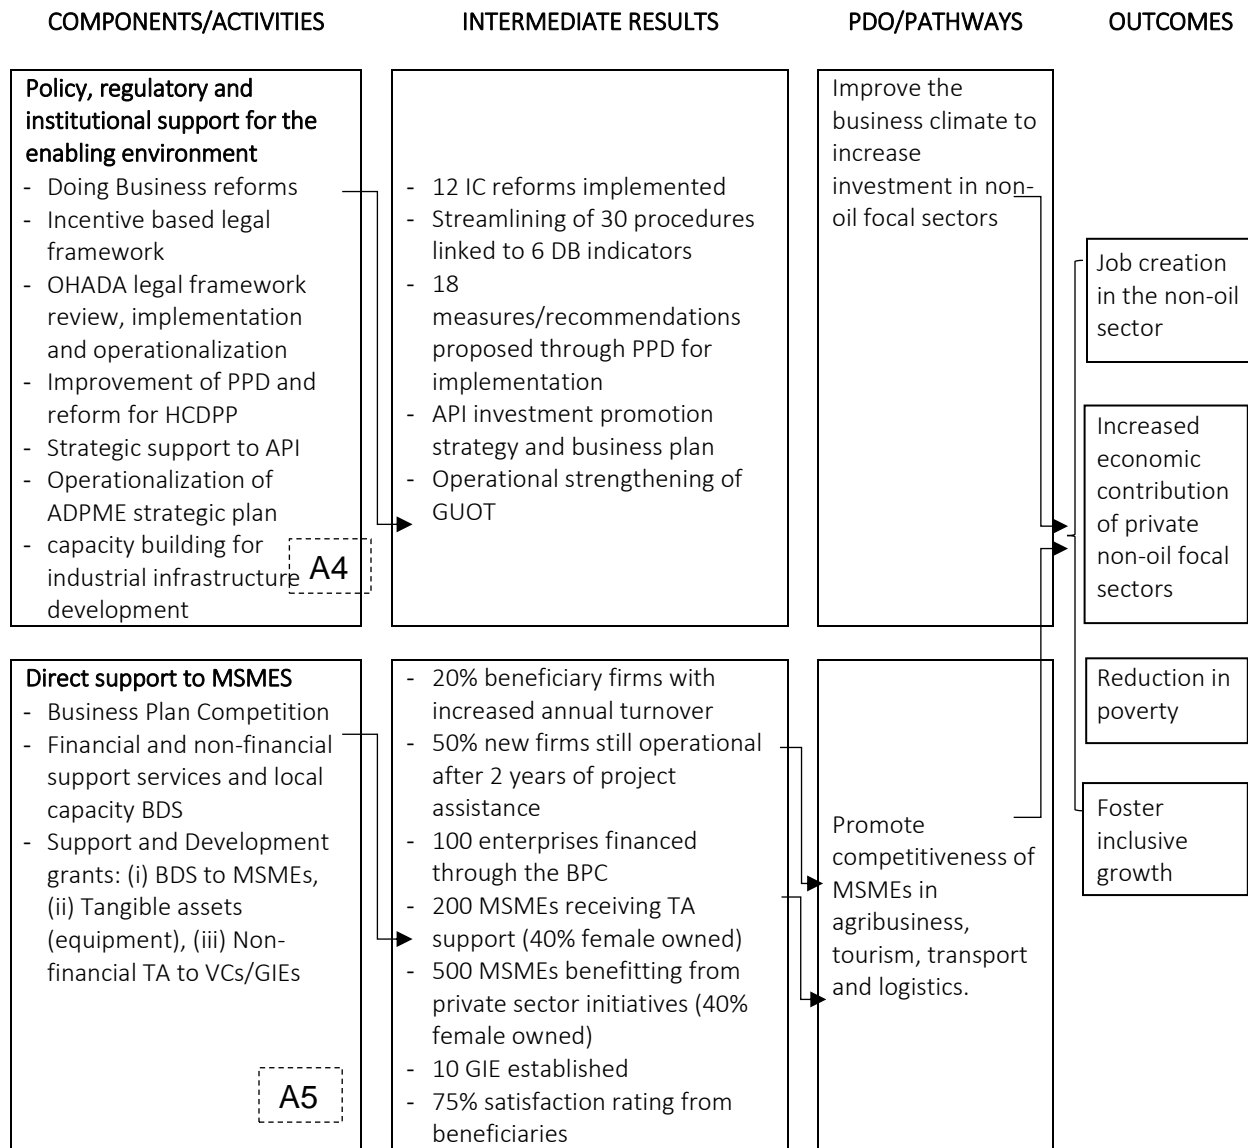 COMPONENTS/ACTIVITIES
INTERMEDIATE RESULTS
PDO/PATHWAYS
OUTCOMES
Policy, regulatory and
institutional support for the
enabling environment
- Doing Business reforms
- Incentive based legal
framework
- OHADA legal framework
review, implementation
and operationalization
- Improvement of PPD and
reform for HCDPP
- Strategic support to API
- Operationalization of
ADPME strategic plan
- capacity building for
industrial infrastructure
development
A4
- 12 IC reforms implemented
- Streamlining of 30 procedures
linked to 6 DB indicators
- 18
measures/recommendations
proposed through PPD for
implementation
- API investment promotion
strategy and business plan
- Operational strengthening of
GUOT
Improve the
business climate to
increase
investment in non-
oil focal sectors
Job creation
in the non-oil
sector
Increased
economic
contribution
of private
non-oil focal
sectors
Reduction in
poverty
Foster
inclusive
growth
Direct support to MSMES
- Business Plan Competition
- Financial and non-financial
support services and local
capacity BDS
- Support and Development
grants: (i) BDS to MSMEs,
(ii) Tangible assets
(equipment), (iii) Non-
financial TA to VCs/GIEs
A5
- 20% beneficiary firms with
increased annual turnover
- 50% new firms still operational
after 2 years of project
assistance
- 100 enterprises financed
through the BPC
- 200 MSMEs receiving TA
support (40% female owned)
- 500 MSMEs benefitting from
private sector initiatives (40%
female owned)
- 10 GIE established
- 75% satisfaction rating from
beneficiaries
Promote
competitiveness of
MSMEs in
agribusiness,
tourism, transport
and logistics.